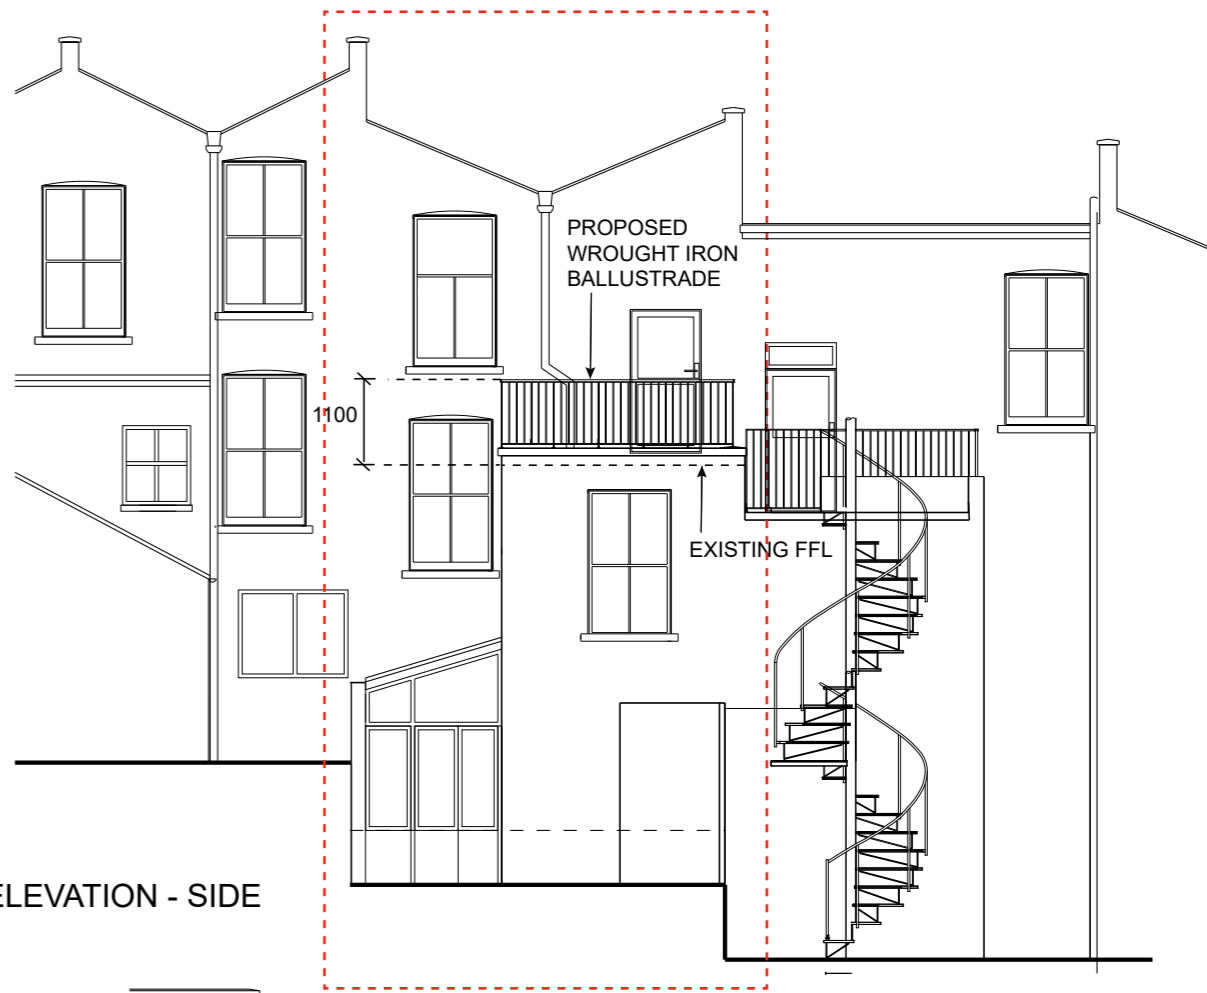 PROPOSED
WROUGHT IRON
BALLUSTRADE
1100
EXISTING FFL
ELEVATION - SIDE